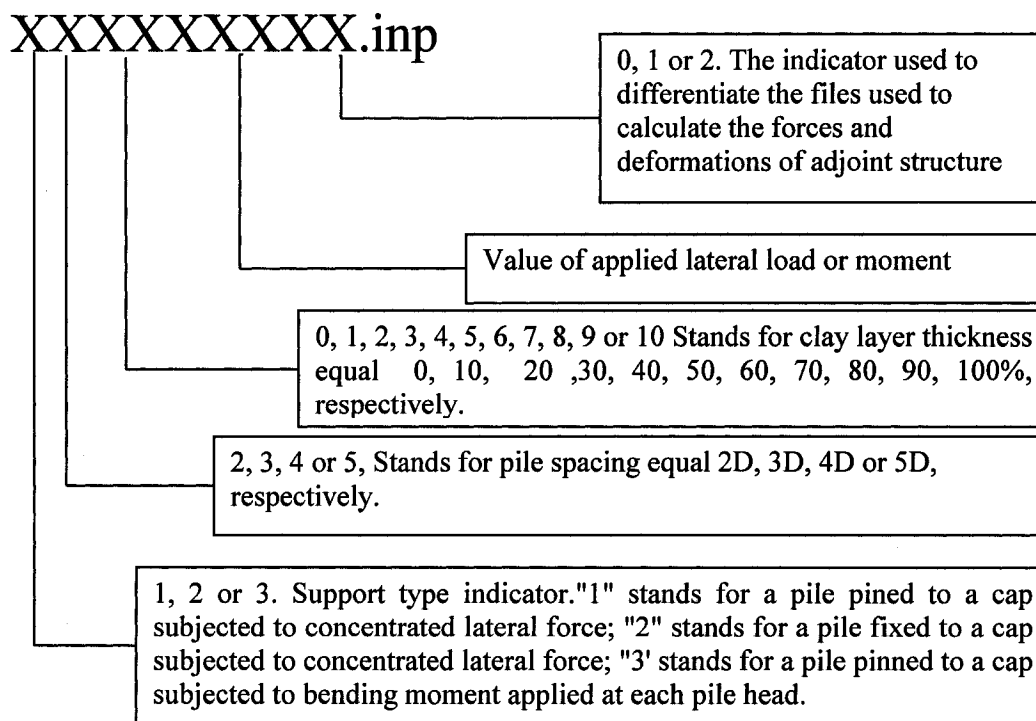 XXXXXXXXXX.inp
0, 1 or 2. The indicator used to
differentiate the files used to
calculate the forces and
deformations of adjoint structure
Value of applied lateral load or moment
0, 1, 2, 3, 4, 5, 6, 7, 8, 9 or 10 Stands for clay layer thickness
equal 0, 10, 20 ,30, 40, 50, 60, 70, 80, 90, 100%,
respectively.
2, 3, 4 or 5, Stands for pile spacing equal 2D, 3D, 4D or 5D,
respectively.
1, 2 or 3. Support type indicator."1" stands for a pile pined to a cap
subjected to concentrated lateral force; "2" stands for a pile fixed to a cap
subjected to concentrated lateral force; "3' stands for a pile pinned to a cap
subjected to bending moment applied at each pile head.